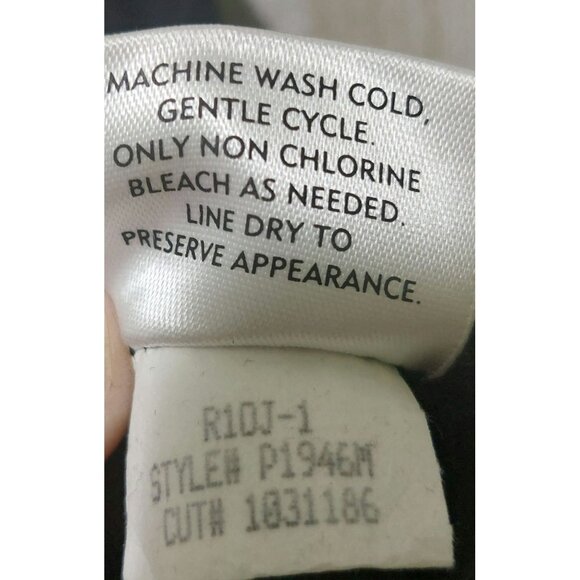 MACHINE WASH COLD,
GENTLE CYCLE.
ONLY NON CHLORINE
BLEACH AS NEEDED.
LINE DRY TO
PRESERVE APPEARANCE.
R1OJ-1
STYLE# P1946M
CUT# 1031186